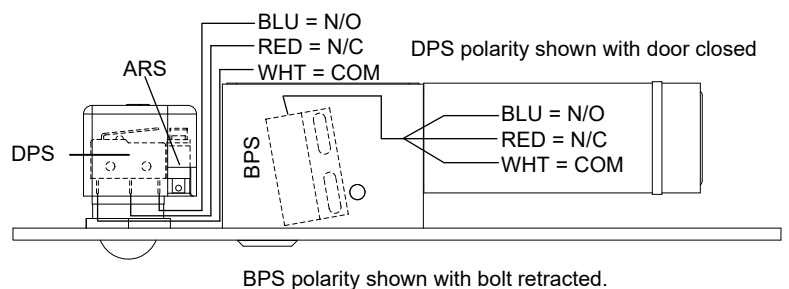 BLU = N/O
RED = N/C
WHT = COM
DPS polarity shown with door closed
ARS
DPS
BPS
BLU = N/O
RED = N/C
WHT = COM
BPS polarity shown with bolt retracted.